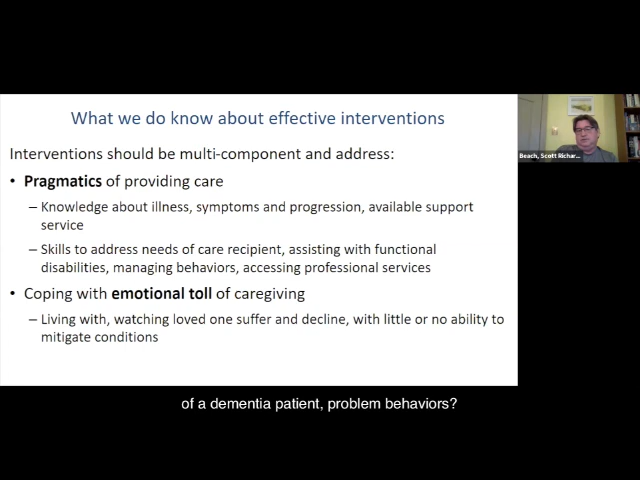 What we do know about effective interventions
Interventions should be multi-component and address:
• Pragmatics of providing care
– Knowledge about illness, symptoms and progression, available support
service
– Skills to address needs of care recipient, assisting with functional
disabilities, managing behaviors, accessing professional services
• Coping with emotional toll of caregiving
– Living with, watching loved one suffer and decline, with little or no ability to
mitigate conditions
Beach, Scott Richar...
of a dementia patient, problem behaviors?